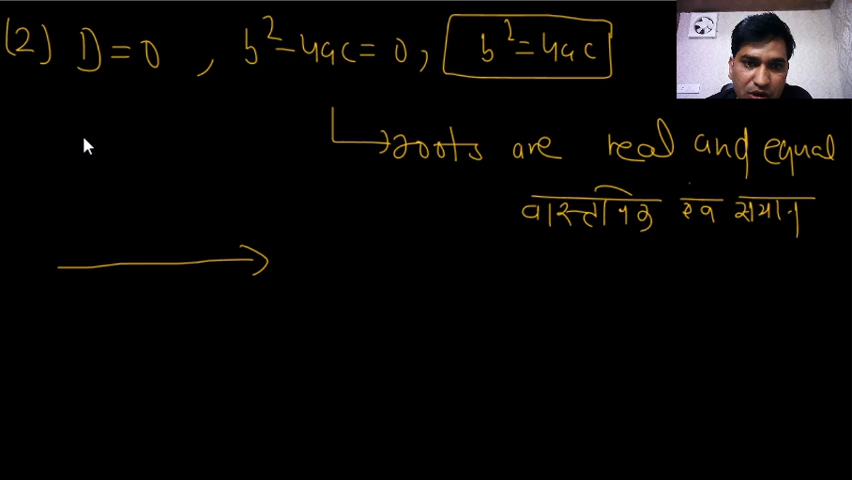 (2) D = 0 , b²-4ac = 0, b² = 4ac
roots are real and equal
वास्तविक एव समान